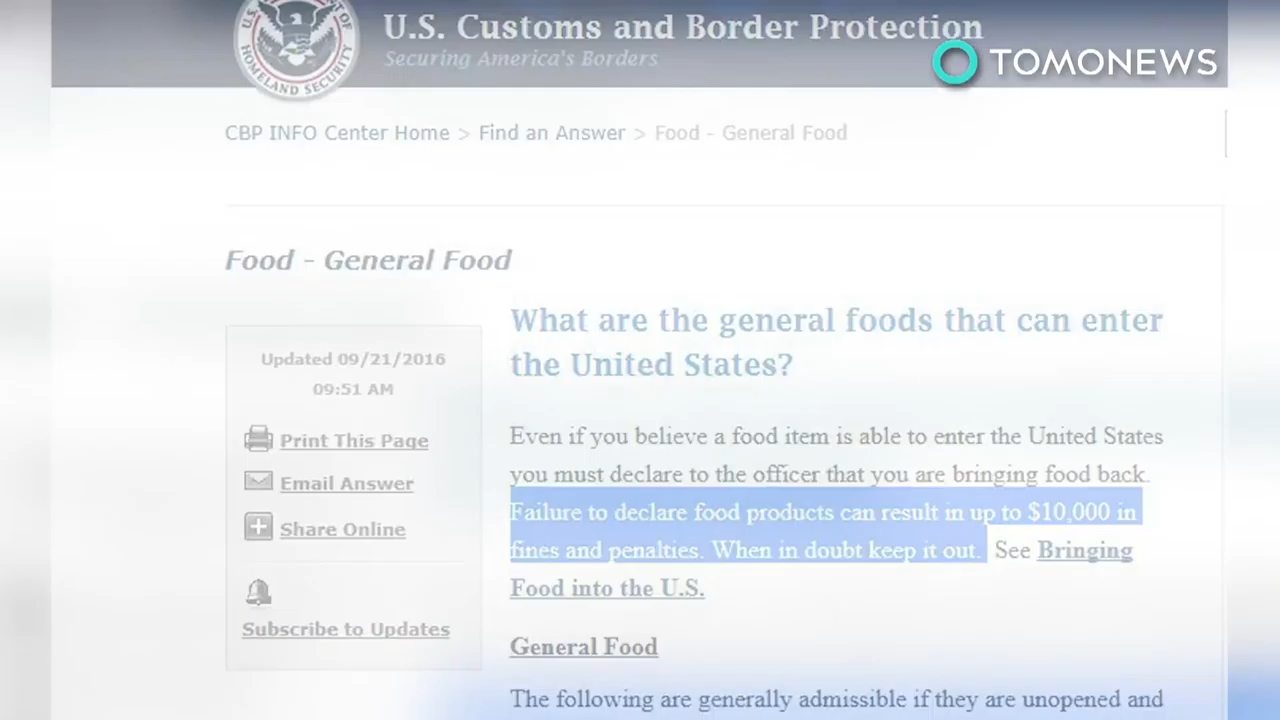 U.S. Customs and Border Protection
Securing America's Borders
TOMONEWS
HOMELAND SECURITY
CBP INFO Center Home > Find an Answer > Food - General Food
Food - General Food
Updated 09/21/2016
09:51 AM
Print This Page
Email Answer
Share Online
Subscribe to Updates
What are the general foods that can enter
the United States?
Even if you believe a food item is able to enter the United States
you must declare to the officer that you are bringing food back.
Failure to declare food products can result in up to $10,000 in
fines and penalties. When in doubt keep it out. See Bringing
Food into the U.S.
General Food
The following are generally admissible if they are unopened and